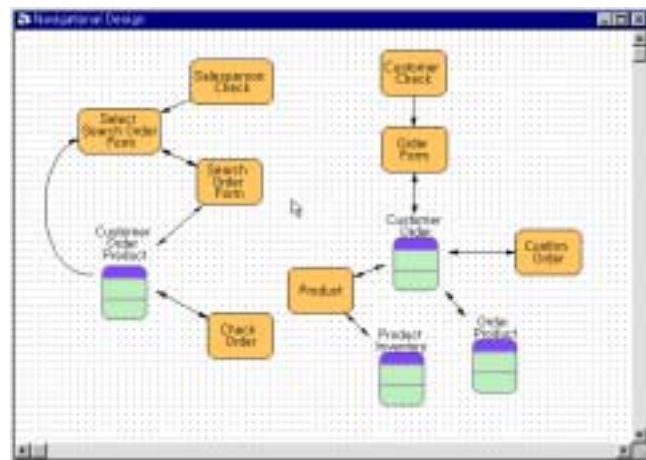 Navigational Design
Salesperson
Check
Customer
Check
Select
Search Order
Form
Order
Form
Search
Order
Form
Customer
Order
Customer
Order
Product
Confirm
Order
Product
Check
Order
Product
Inventory
Order
Product